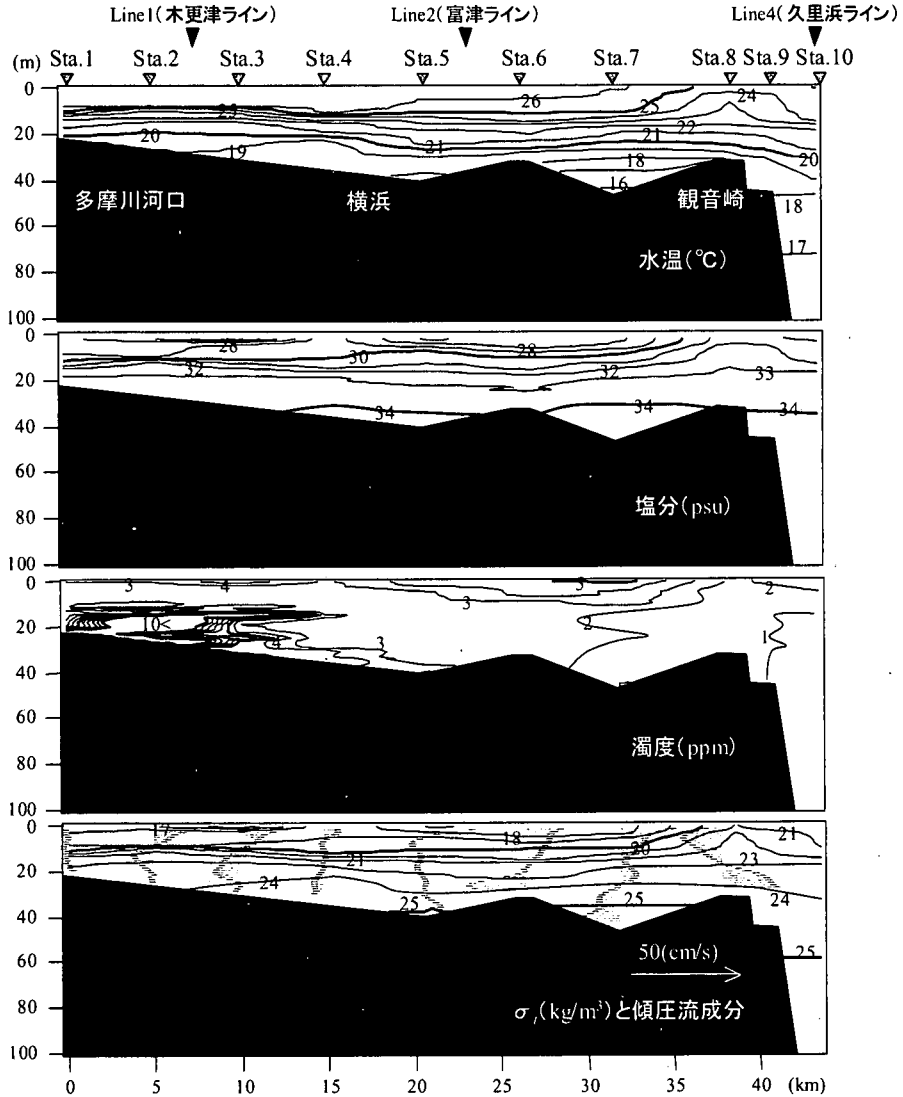 Line1(木更津ライン) Line2(富津ライン) Line4(久里浜ライン)
(m) Sta.1 Sta.2 Sta.3 Sta.4 Sta.5 Sta.6 Sta.7 Sta.8 Sta.9 Sta.10
0 26 25 24
23
20 20 21 21 22 20
19 18
40 16 18
多摩川河口 横浜 観音崎
60
17
水温(℃)
80
100
0 28 28
30
20 32 32 33
34 34 34
40
60
塩分(psu)
80
100
0 3 4 3 2
3
20 10< 2 1
4 3
40
60
濁度(ppm)
80
100
0 17 18 20 21
20 21 23
24 24
40 25 25
50(cm/s) 25
60
σt(kg/m³)と傾圧流成分
80
100
0 5 10 15 20 25 30 35 40 (km)